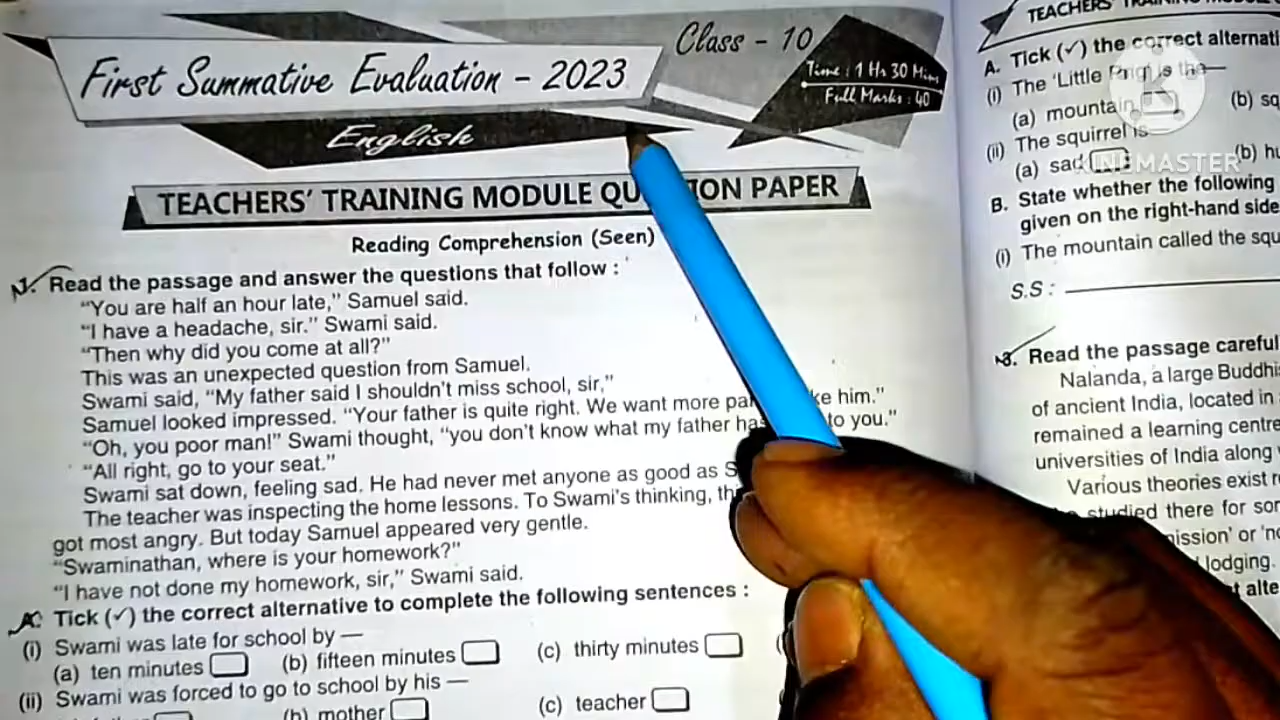 First Summative Evaluation - 2023
Class - 10
Time : 1 Hr 30 Mins
Full Marks : 40
English
TEACHERS' TRAINING MODULE QU ION PAPER
Reading Comprehension (Seen)
1. Read the passage and answer the questions that follow :
"You are half an hour late," Samuel said.
"I have a headache, sir." Swami said.
"Then why did you come at all?"
This was an unexpected question from Samuel.
Swami said, "My father said I shouldn't miss school, sir,"
Samuel looked impressed. "Your father is quite right. We want more him."
"Oh, you poor man!" Swami thought, "you don't know what my father has to you."
"All right, go to your seat."
Swami sat down, feeling sad. He had never met anyone as good as
The teacher was inspecting the home lessons. To Swami's thinking,
got most angry. But today Samuel appeared very gentle.
"Swaminathan, where is your homework?"
"I have not done my homework, sir," Swami said.
A. Tick (✓) the correct alternative to complete the following sentences :
(i) Swami was late for school by —
(a) ten minutes (b) fifteen minutes (c) thirty minutes
(ii) Swami was forced to go to school by his —
(b) mother (c) teacher
TEACHERS' TRAINING
A. Tick (✓) the correct alternati
(i) The 'Little Prig' is the—
(a) mountain (b) sq
(ii) The squirrel is
(a) sad (b) hu
KINEMASTER
B. State whether the following
given on the right-hand side
(i) The mountain called the squ
S.S :
3. Read the passage careful
Nalanda, a large Buddhi
of ancient India, located in
remained a learning centre
universities of India along
Various theories exist
studied there for
ission' or
lodging.